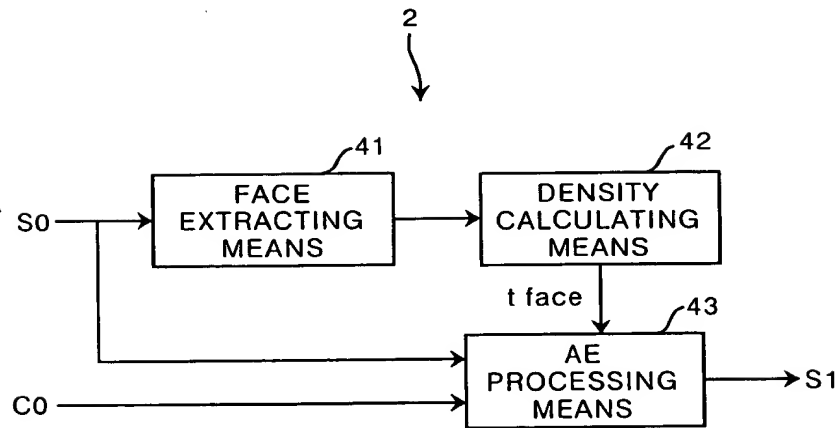 2
41
42
FACE
EXTRACTING
MEANS
DENSITY
CALCULATING
MEANS
S0
t face
43
AE
PROCESSING
MEANS
S1
C0